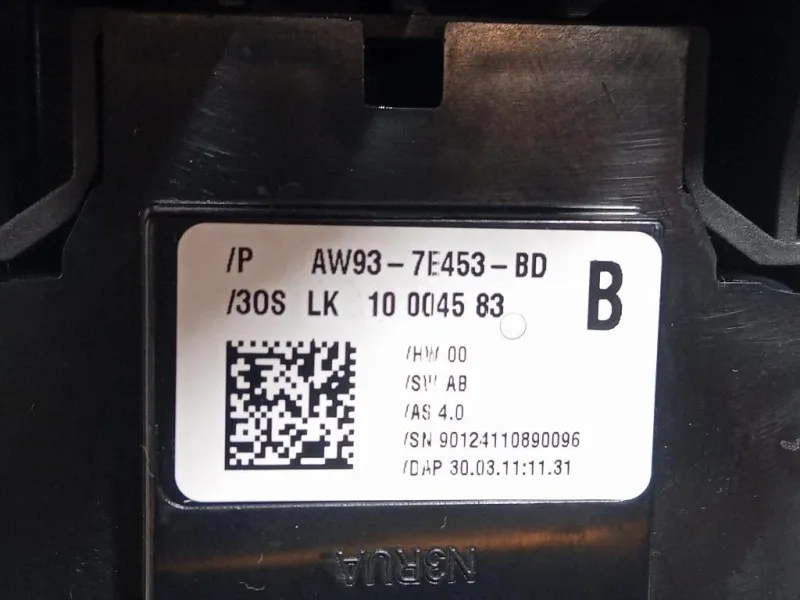 /P AW93-7E453-BD
/30S LK 10 0045 83
B
/HW 00
/SW AB
/AS 4.0
/SN 90124110890096
/DAP 30.03.11:11.31